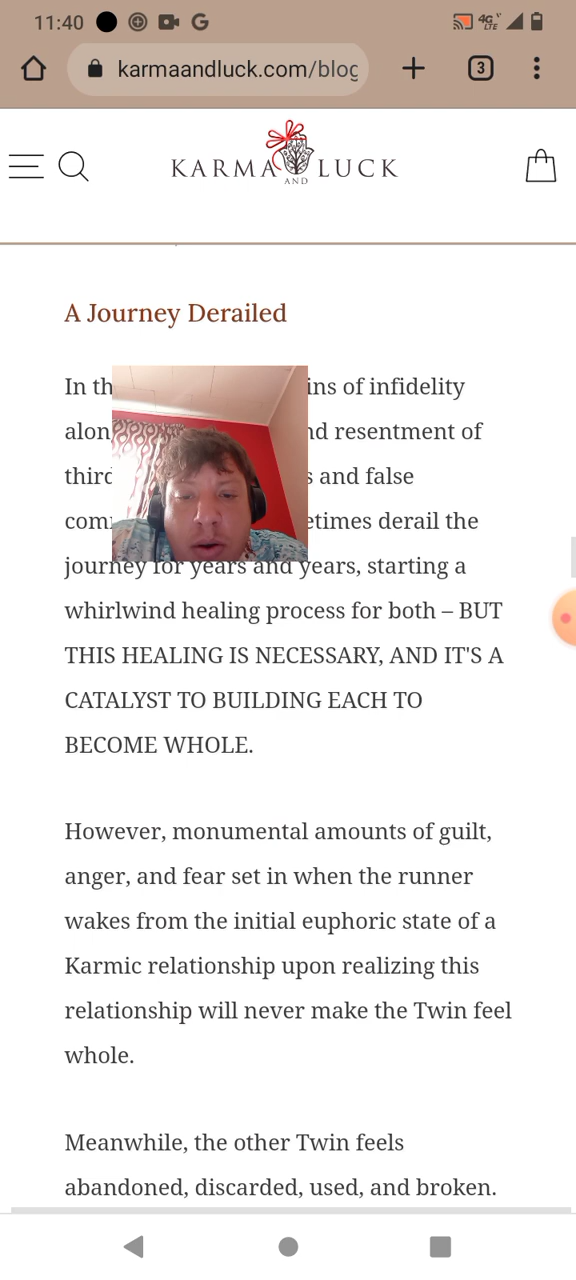 11:40
4G
LTE
karmaandluck.com/blog
3
KARMA AND LUCK
A Journey Derailed
In ins of infidelity
nd resentment of
and false
etimes derail the
journey for years and years, starting a
whirlwind healing process for both – BUT
THIS HEALING IS NECESSARY, AND IT'S A
CATALYST TO BUILDING EACH TO
BECOME WHOLE.
However, monumental amounts of guilt,
anger, and fear set in when the runner
wakes from the initial euphoric state of a
Karmic relationship upon realizing this
relationship will never make the Twin feel
whole.
Meanwhile, the other Twin feels
abandoned, discarded, used, and broken.